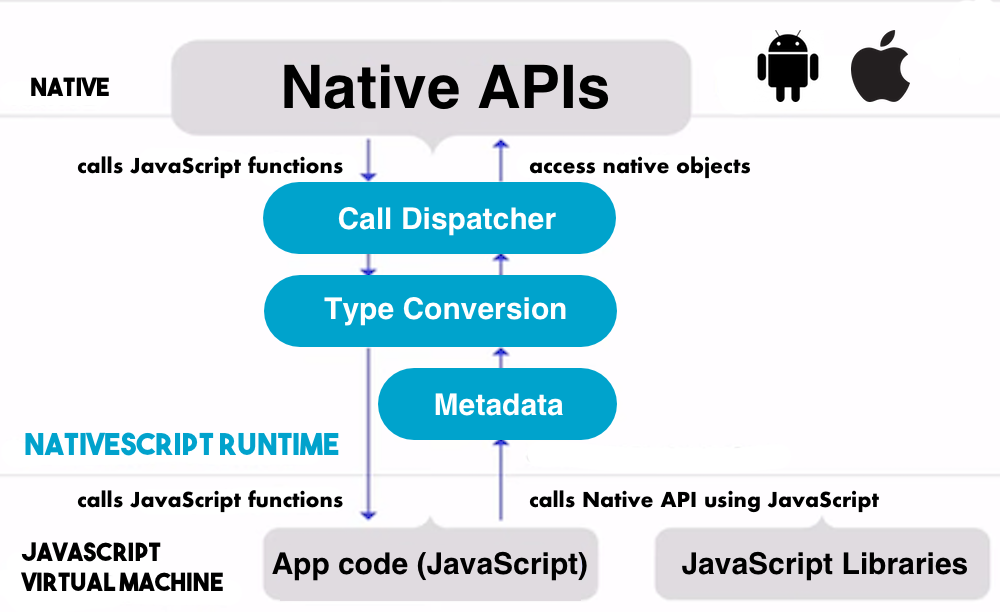 NATIVE
Native APIs
calls JavaScript functions
access native objects
Call Dispatcher
Type Conversion
Metadata
NATIVESCRIPT RUNTIME
calls JavaScript functions
calls Native API using JavaScript
JAVASCRIPT
VIRTUAL MACHINE
App code (JavaScript)
JavaScript Libraries